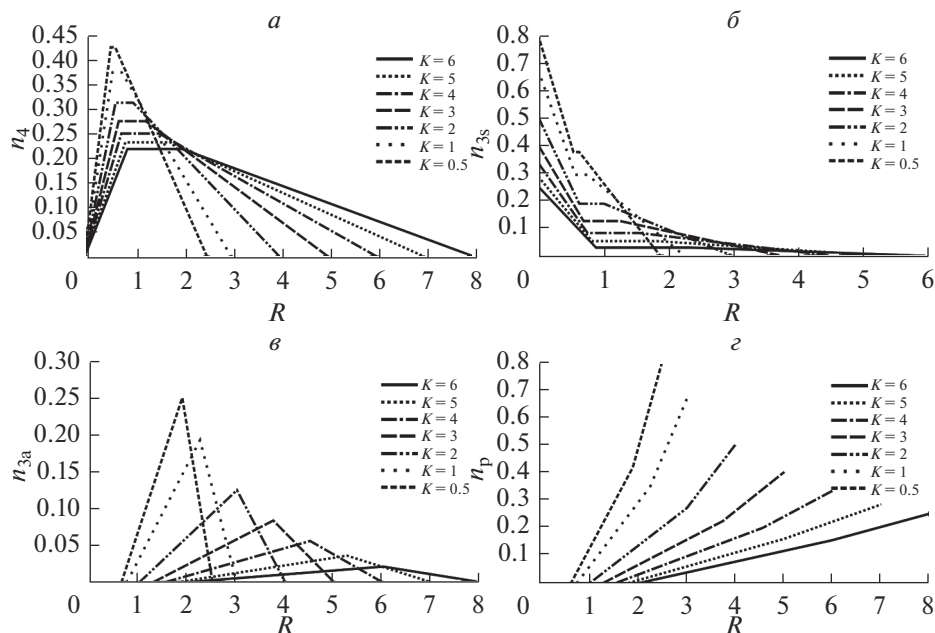 а
0.45
0.40
0.35
0.30
0.25
0.20
0.15
0.10
0.05
n4
K = 6
K = 5
K = 4
K = 3
K = 2
K = 1
K = 0.5
0 1 2 3 4 5 6 7 8
R
б
0.8
0.7
0.6
0.5
0.4
0.3
0.2
0.1
n3s
K = 6
K = 5
K = 4
K = 3
K = 2
K = 1
K = 0.5
0 1 2 3 4 5 6
R
в
0.30
0.25
0.20
0.15
0.10
0.05
n3a
K = 6
K = 5
K = 4
K = 3
K = 2
K = 1
K = 0.5
0 1 2 3 4 5 6 7 8
R
г
0.8
0.7
0.6
0.5
0.4
0.3
0.2
0.1
np
K = 6
K = 5
K = 4
K = 3
K = 2
K = 1
K = 0.5
0 1 2 3 4 5 6 7 8
R